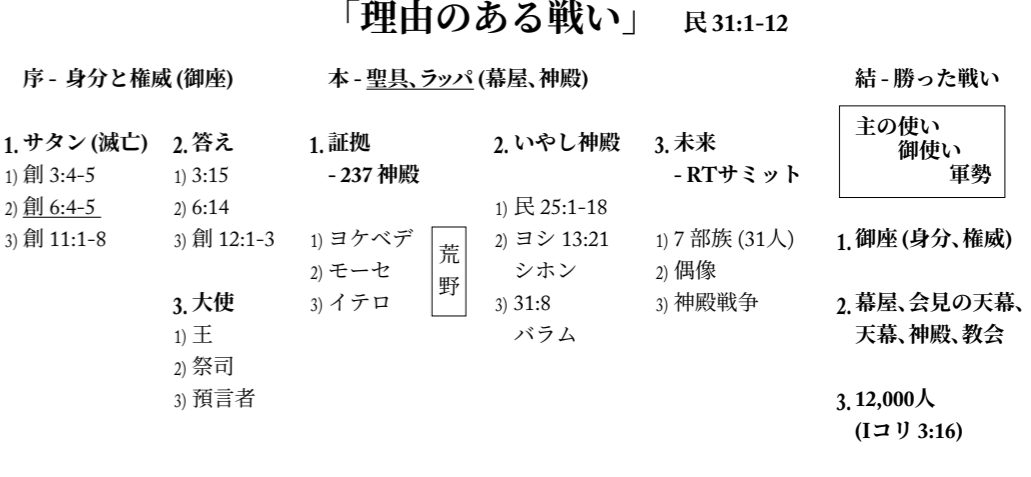 「理由のある戦い」 民 31:1-12
序 - 身分と権威 (御座)
1. サタン (滅亡)
1) 創 3:4-5
2) 創 6:4-5
3) 創 11:1-8
2. 答え
1) 3:15
2) 6:14
3) 創 12:1-3
3. 大使
1) 王
2) 祭司
3) 預言者
本 - 聖具、ラッパ (幕屋、神殿)
1. 証拠
- 237 神殿
1) ヨケベデ
2) モーセ
3) イテロ
荒
野
2. いやし神殿
1) 民 25:1-18
2) ヨシ 13:21
シホン
3) 31:8
バラム
3. 未来
- RTサミット
1) 7 部族 (31人)
2) 偶像
3) 神殿戦争
結 - 勝った戦い
主の使い
御使い
軍勢
1. 御座 (身分、権威)
2. 幕屋、会見の天幕、
天幕、神殿、教会
3. 12,000人
(Iコリ 3:16)